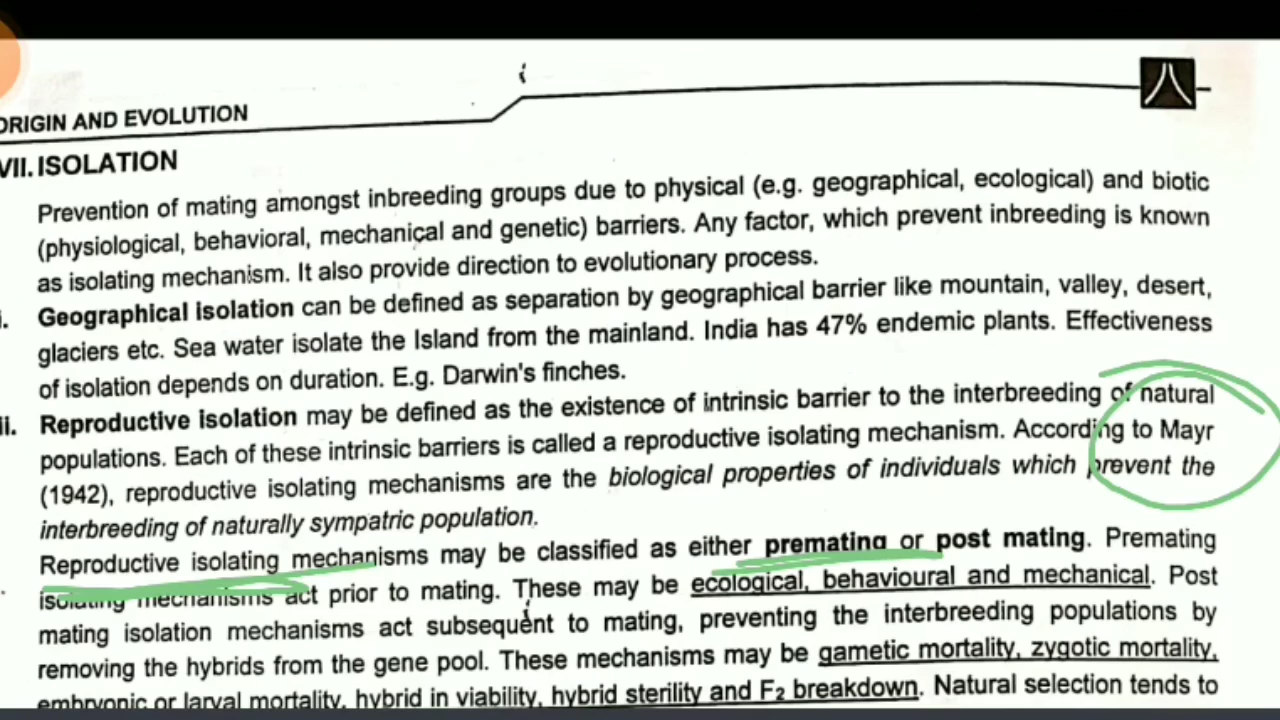 ORIGIN AND EVOLUTION
VII. ISOLATION
Prevention of mating amongst inbreeding groups due to physical (e.g. geographical, ecological) and biotic
(physiological, behavioral, mechanical and genetic) barriers. Any factor, which prevent inbreeding is known
as isolating mechanism. It also provide direction to evolutionary process.
i. Geographical isolation can be defined as separation by geographical barrier like mountain, valley, desert,
glaciers etc. Sea water isolate the Island from the mainland. India has 47% endemic plants. Effectiveness
of isolation depends on duration. E.g. Darwin's finches.
ii. Reproductive isolation may be defined as the existence of intrinsic barrier to the interbreeding of natural
populations. Each of these intrinsic barriers is called a reproductive isolating mechanism. According to Mayr
(1942), reproductive isolating mechanisms are the biological properties of individuals which prevent the
interbreeding of naturally sympatric population.
Reproductive isolating mechanisms may be classified as either premating or post mating. Premating
isolating mechanisms act prior to mating. These may be ecological, behavioural and mechanical. Post
mating isolation mechanisms act subsequent to mating, preventing the interbreeding populations by
removing the hybrids from the gene pool. These mechanisms may be gametic mortality, zygotic mortality,
embryonic or larval mortality, hybrid in viability, hybrid sterility and F₂ breakdown. Natural selection tends to